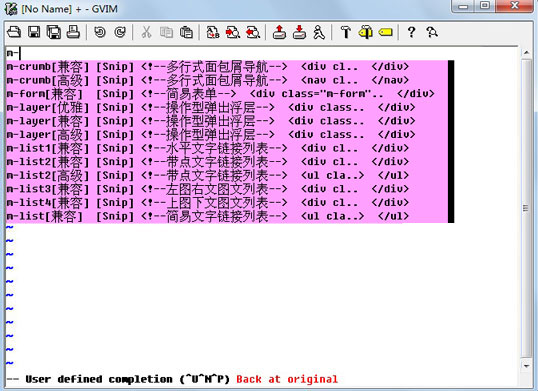 [No Name] + - GVIM
m-
m-crumb[兼容] [Snip] <!--多行式面包屑导航--> <div cl.. </div>
m-crumb[高级] [Snip] <!--多行式面包屑导航--> <nav cl.. </nav>
m-form[兼容] [Snip] <!--简易表单--> <div class="m-form".. </div>
m-layer[优雅] [Snip] <!--操作型弹出浮层--> <div class.. </div>
m-layer[兼容] [Snip] <!--操作型弹出浮层--> <div class.. </div>
m-layer[高级] [Snip] <!--操作型弹出浮层--> <div class.. </div>
m-list1[兼容] [Snip] <!--水平文字链接列表--> <div cl.. </div>
m-list2[兼容] [Snip] <!--带点文字链接列表--> <div cl.. </div>
m-list2[高级] [Snip] <!--带点文字链接列表--> <ul cla..> </ul>
m-list3[兼容] [Snip] <!--左图右文图文列表--> <div cl.. </div>
m-list4[兼容] [Snip] <!--上图下文图文列表--> <div cl.. </div>
m-list[兼容] [Snip] <!--简易文字链接列表--> <ul cla..> </ul>
~
~
~
~
~
~
~
~
~
-- User defined completion (^U^N^P) Back at original